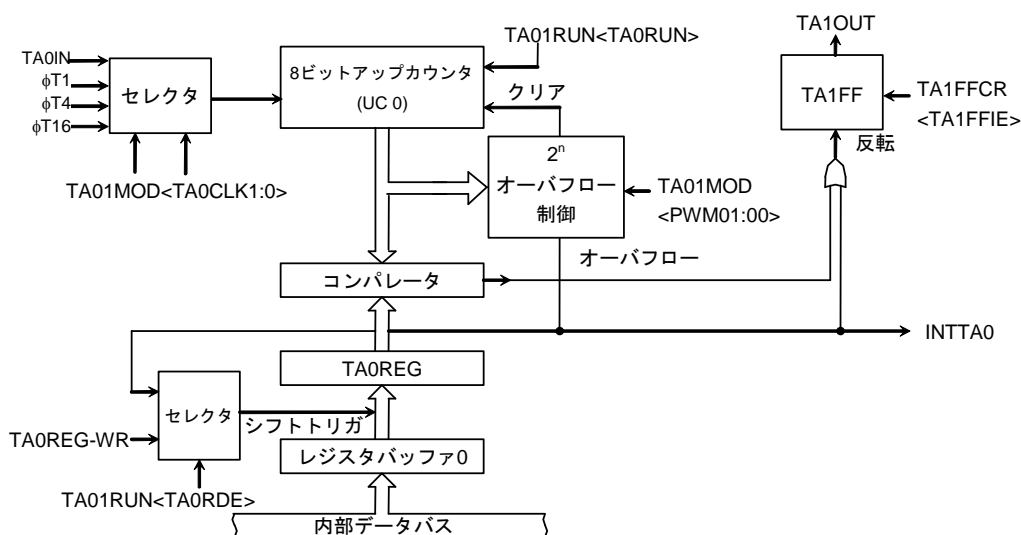 TA0IN
φT1
φT4
φT16
セレクタ
TA01MOD<TA0CLK1:0>
8ビットアップカウンタ
(UC 0)
TA01RUN<TA0RUN>
クリア
2n
オーバフロー
制御
TA01MOD
<PWM01:00>
オーバフロー
TA1OUT
TA1FF
TA1FFCR
<TA1FFIE>
反転
コンパレータ
INTTA0
TA0REG
セレクタ
シフトトリガ
TA0REG-WR
レジスタバッファ0
TA01RUN<TA0RDE>
内部データバス